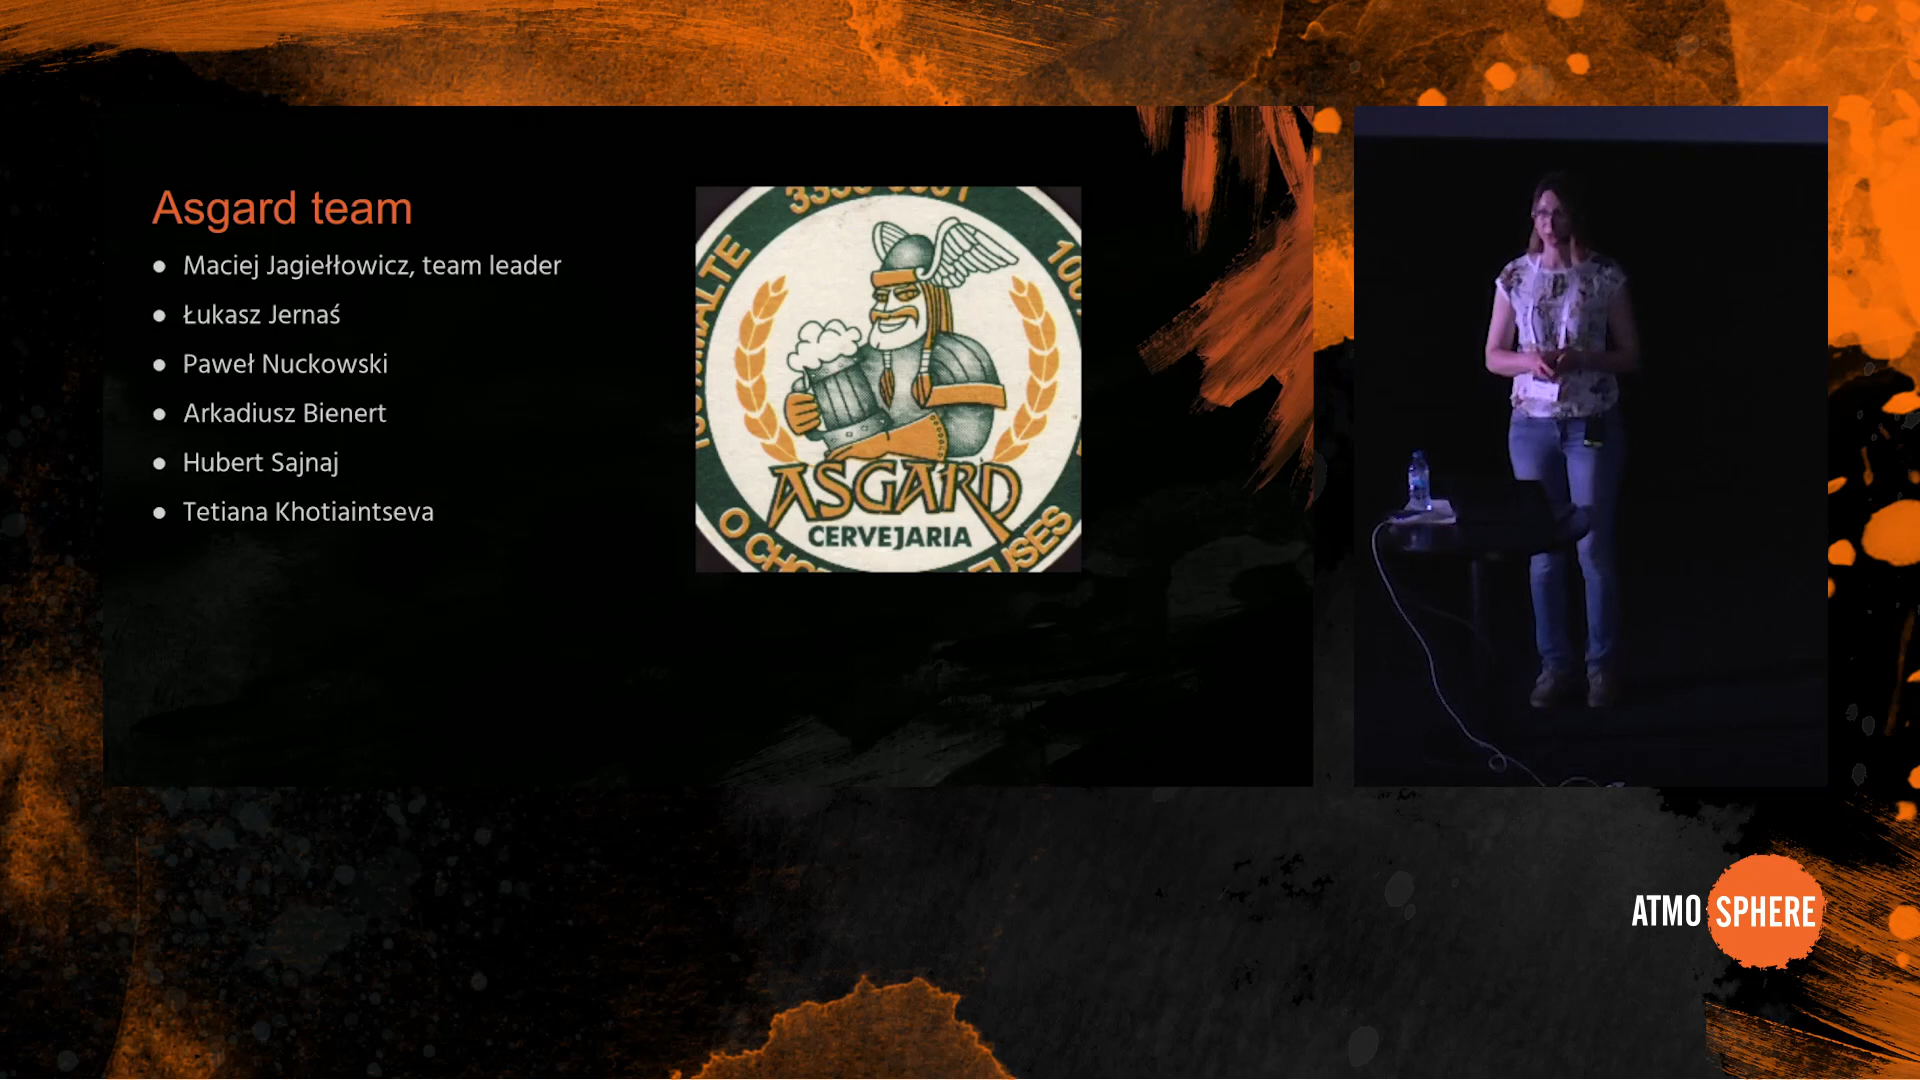 Asgard team
Maciej Jagiełłowicz, team leader
Łukasz Jernaś
Paweł Nuckowski
Arkadiusz Bienert
Hubert Sajnaj
Tetiana Khotiaintseva
ASGARD
CERVEJARIA
ATMO SPHERE